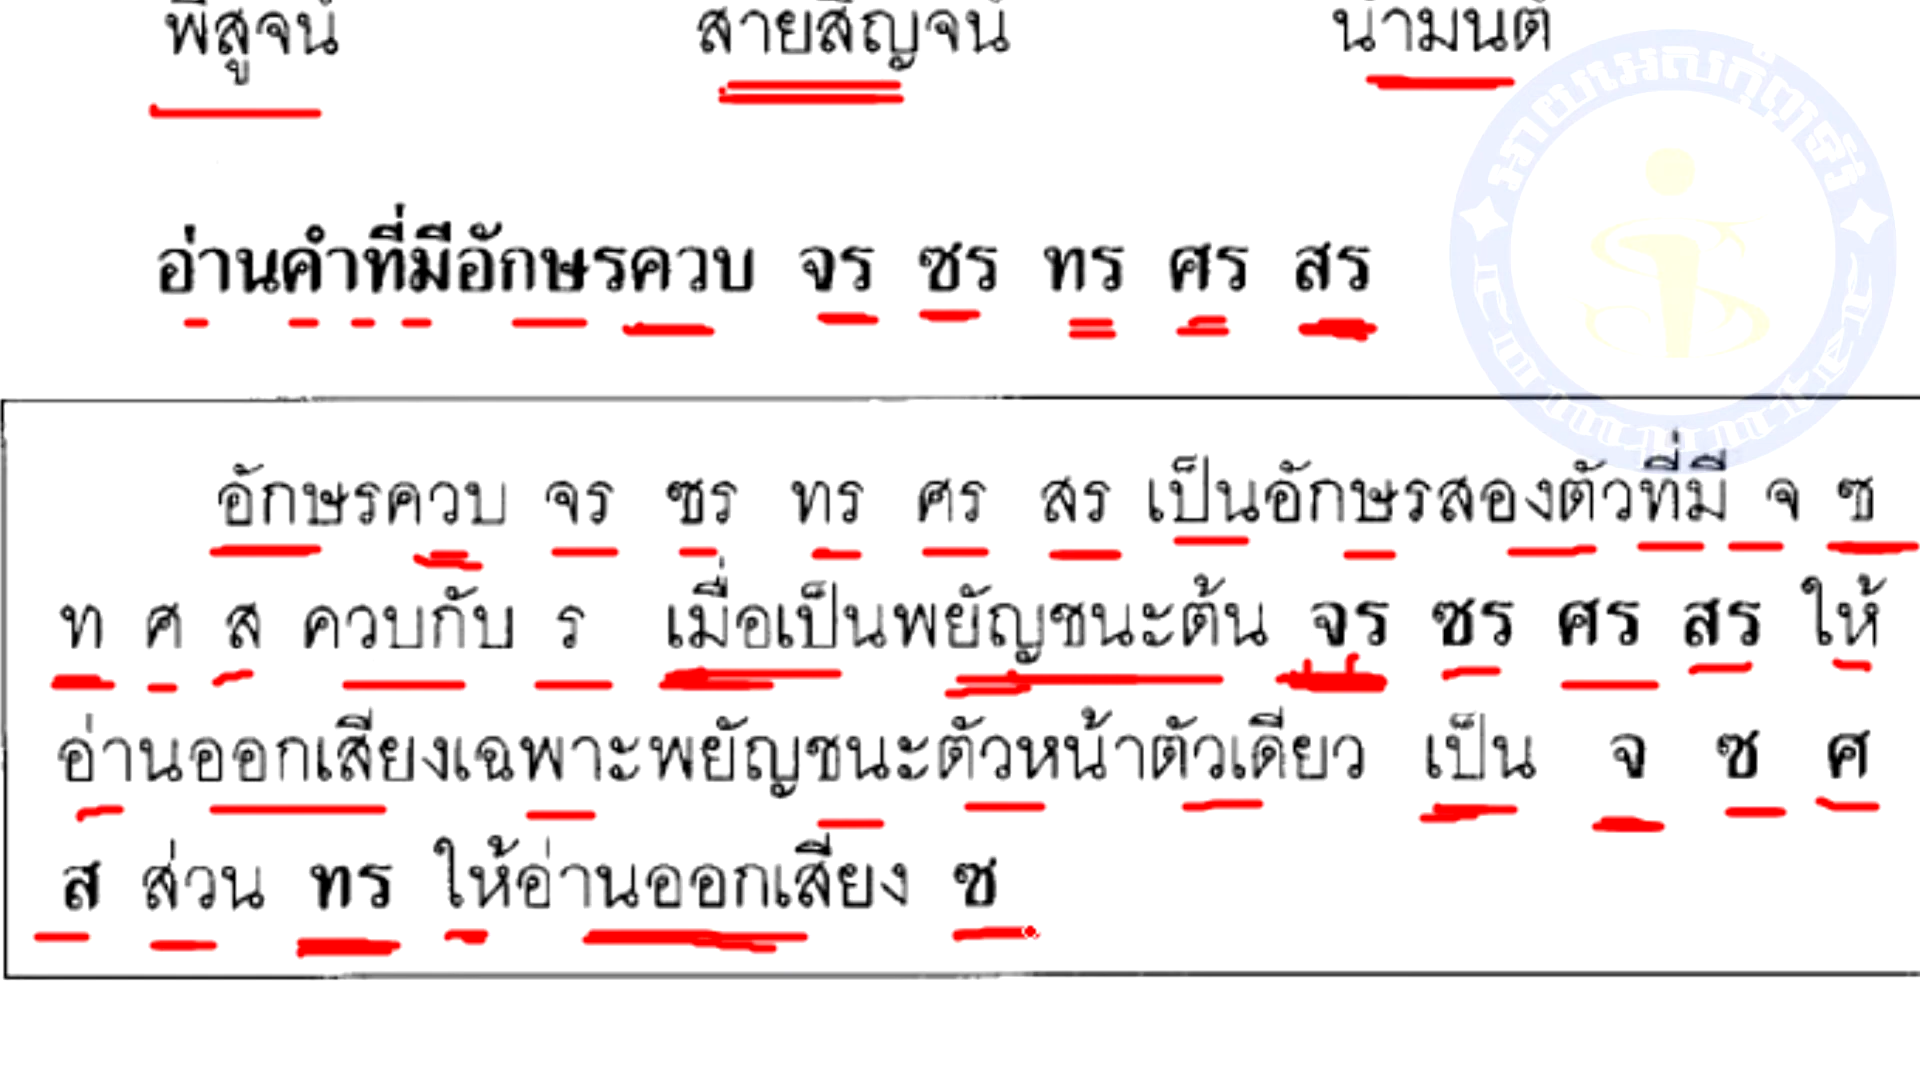 พิสูจน์ สายสิญจน์ น้ำมนต์
อ่านคำที่มีอักษรควบ จร ซร ทร ศร สร
อักษรควบ จร ซร ทร ศร สร เป็นอักษรสองตัวที่มี จ ซ
ท ศ ส ควบกับ ร เมื่อเป็นพยัญชนะต้น จร ซร ศร สร ให้
อ่านออกเสียงเฉพาะพยัญชนะตัวหน้าตัวเดียว เป็น จ ซ ศ
ส ส่วน ทร ให้อ่านออกเสียง ซ